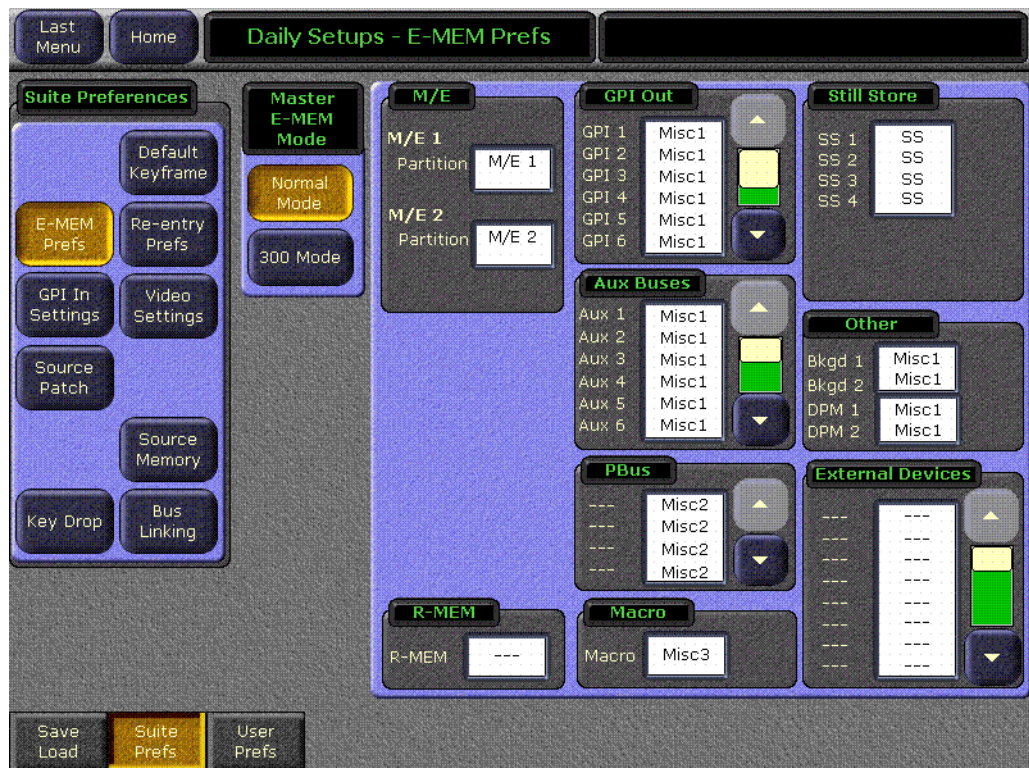 Last
Menu
Home
Daily Setups - E-MEM Prefs
Suite Preferences
Default
Keyframe
E-MEM
Prefs
Re-entry
Prefs
GPI In
Settings
Video
Settings
Source
Patch
Source
Memory
Key Drop
Bus
Linking
Master
E-MEM
Mode
Normal
Mode
300 Mode
M/E
M/E 1
Partition M/E 1
M/E 2
Partition M/E 2
GPI Out
GPI 1 Misc1
GPI 2 Misc1
GPI 3 Misc1
GPI 4 Misc1
GPI 5 Misc1
GPI 6 Misc1
Still Store
SS 1 SS
SS 2 SS
SS 3 SS
SS 4 SS
Aux Buses
Aux 1 Misc1
Aux 2 Misc1
Aux 3 Misc1
Aux 4 Misc1
Aux 5 Misc1
Aux 6 Misc1
Other
Bkgd 1 Misc1
Bkgd 2 Misc1
DPM 1 Misc1
DPM 2 Misc1
PBus
--- Misc2
--- Misc2
--- Misc2
--- Misc2
External Devices
--- ---
--- ---
--- ---
--- ---
--- ---
--- ---
--- ---
--- ---
R-MEM
R-MEM ---
Macro
Macro Misc3
Save
Load
Suite
Prefs
User
Prefs